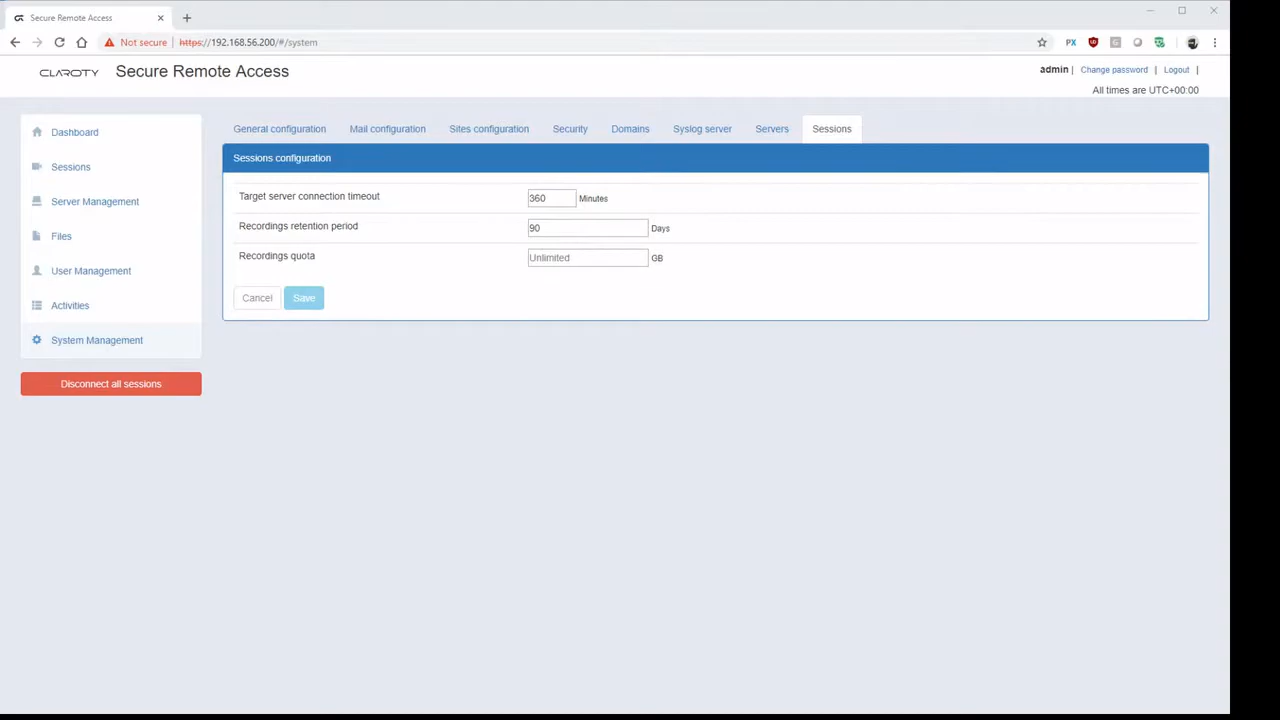 Secure Remote Access
Not secure | https://192.168.56.200/#/system
CLAROTY Secure Remote Access
admin | Change password | Logout |
All times are UTC+00:00
Dashboard
Sessions
Server Management
Files
User Management
Activities
System Management
Disconnect all sessions
General configuration Mail configuration Sites configuration Security Domains Syslog server Servers Sessions
Sessions configuration
Target server connection timeout 360 Minutes
Recordings retention period 90 Days
Recordings quota Unlimited GB
Cancel Save